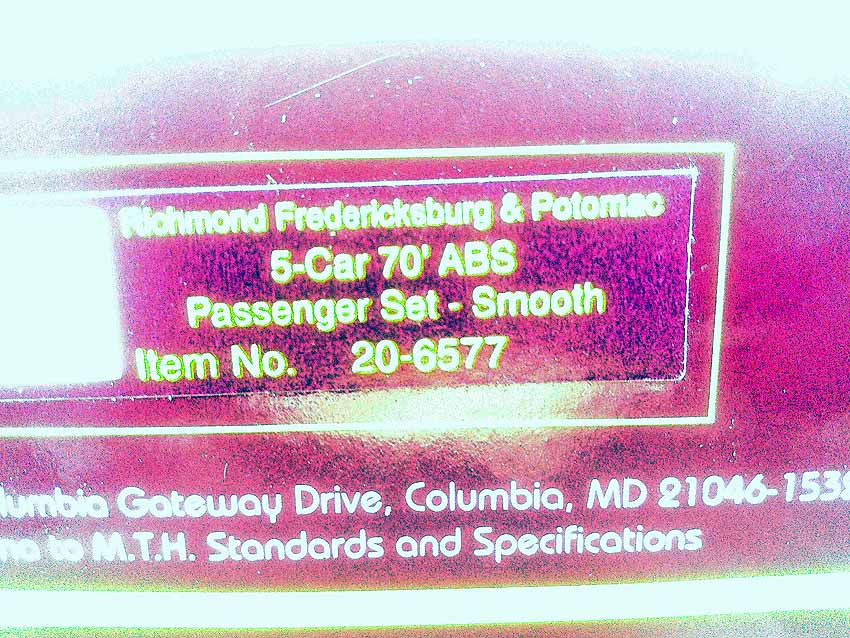 Richmond Fredericksburg & Potomac
5-Car 70' ABS
Passenger Set - Smooth
Item No. 20-6577
Gateway Drive, Columbia, MD 21046-153
to M.T.H. Standards and Specifications